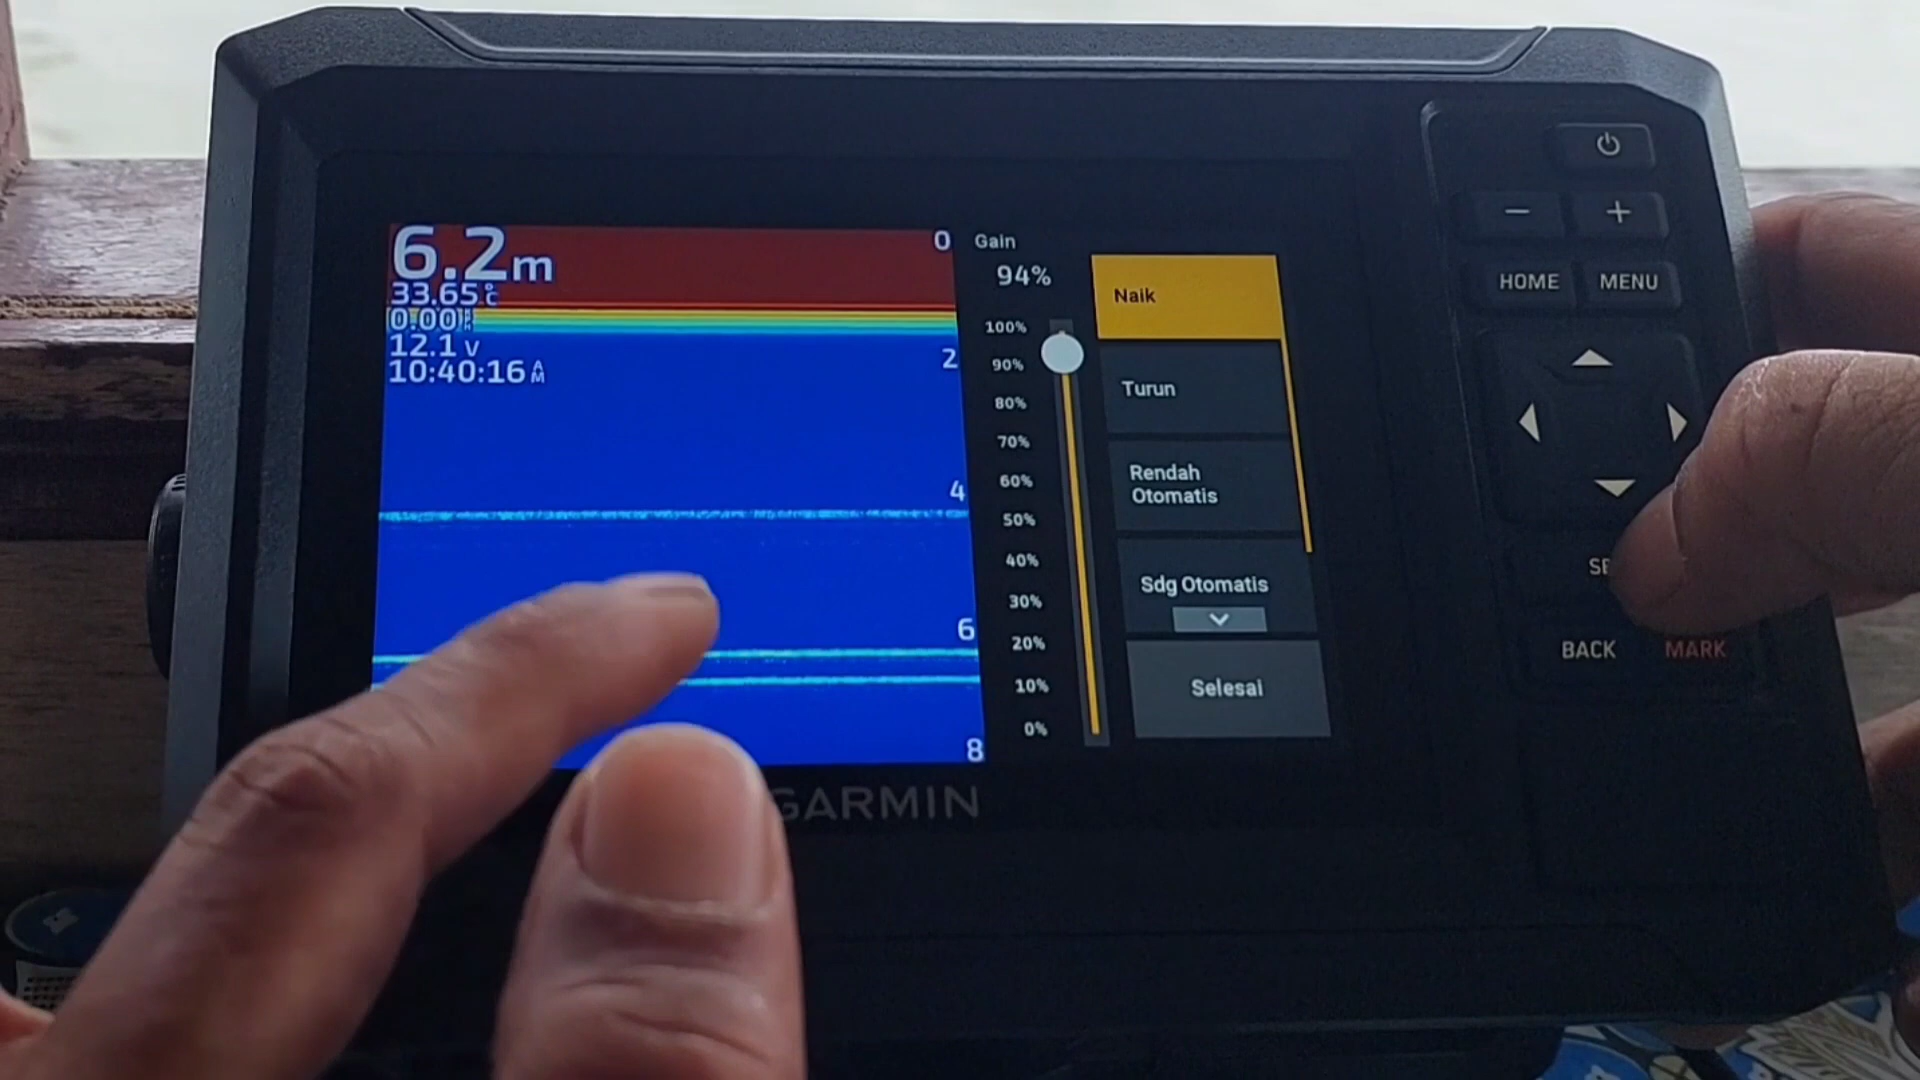 6.2m
33.65°c
0.00
12.1 V
10:40:16 AM
0
2
4
6
8
Gain
94%
100%
90%
80%
70%
60%
50%
40%
30%
20%
10%
0%
Naik
Turun
Rendah
Otomatis
Sdg Otomatis
Selesai
HOME
MENU
SE
BACK
MARK
GARMIN